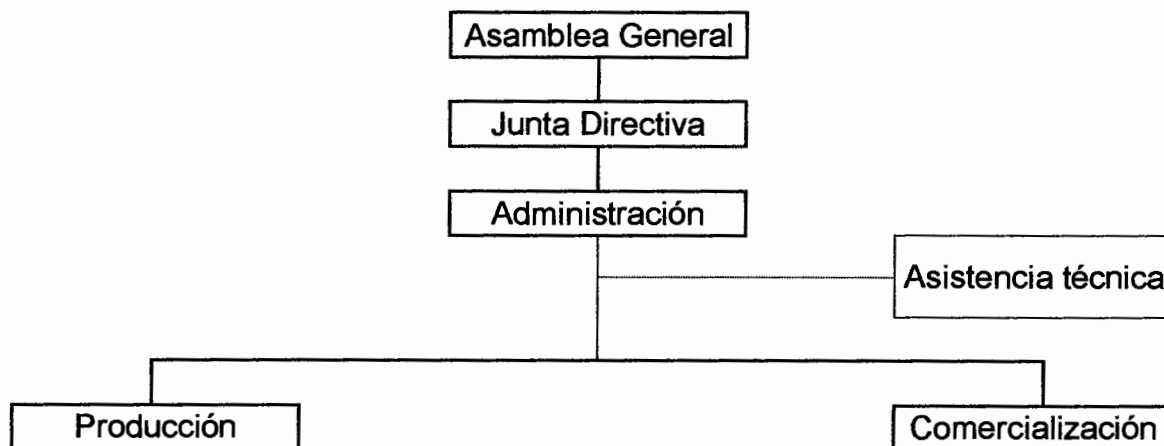 Asamblea General
Junta Directiva
Administración
Asistencia técnica
Producción
Comercialización